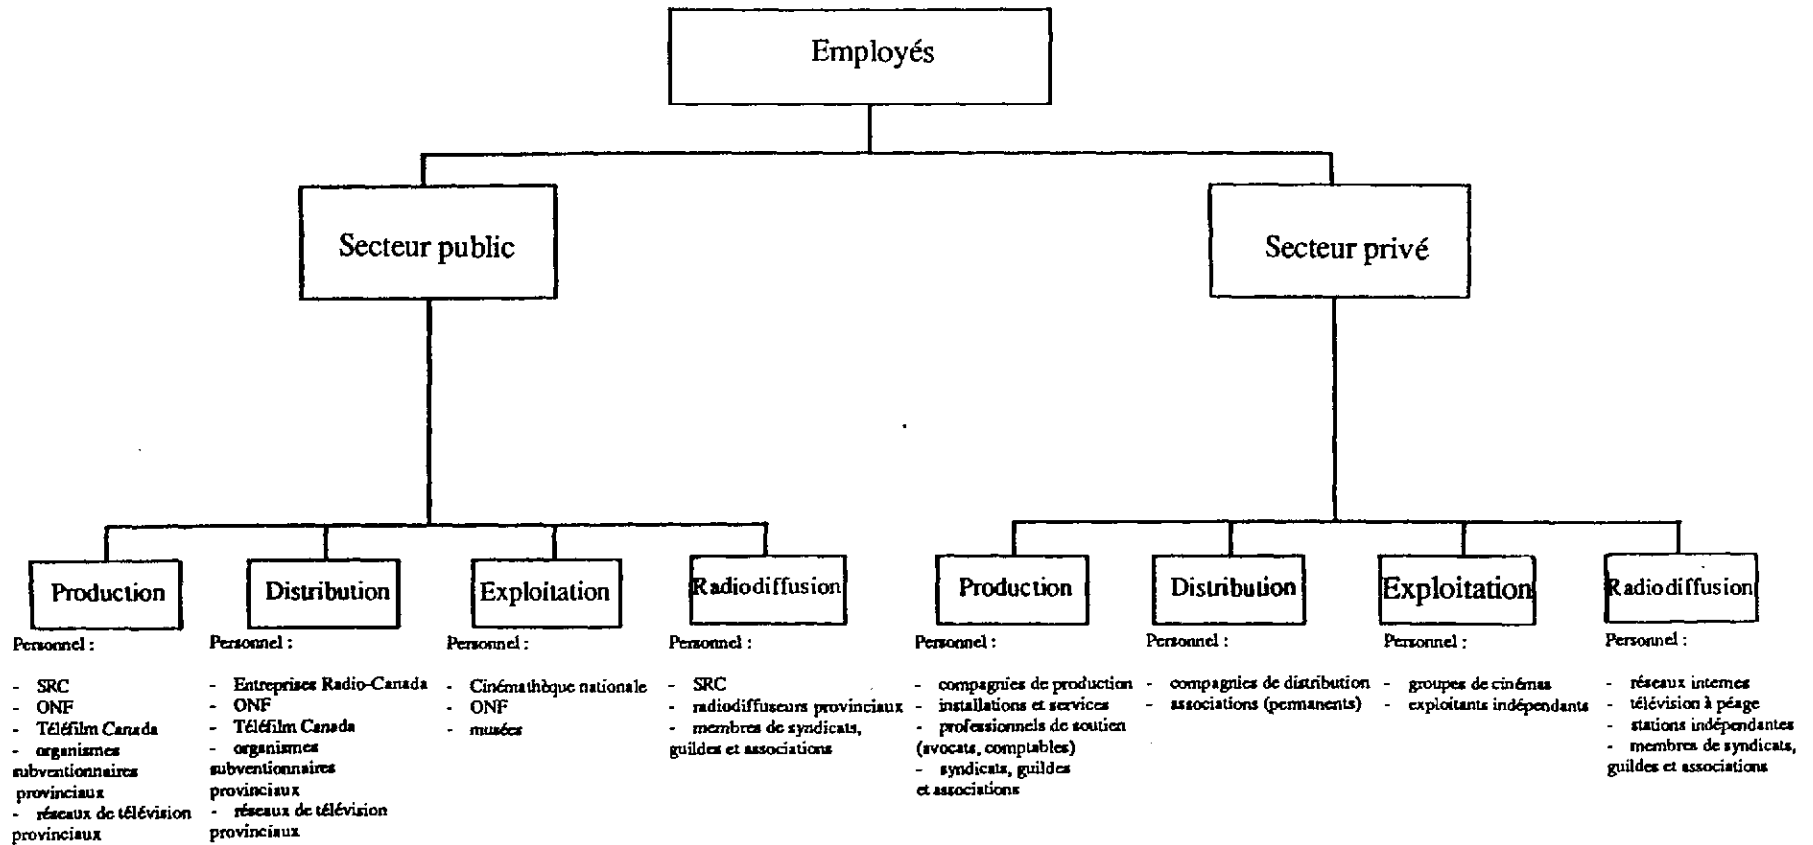 Employés
Secteur public
Secteur privé
Production
Personnel :
- SRC
- ONF
- Téléfilm Canada
- organismes
subventionnaires
provinciaux
- réseaux de télévision
provinciaux
Distribution
Personnel :
- Entreprises Radio-Canada
- ONF
- Téléfilm Canada
- organismes
subventionnaires
provinciaux
- réseaux de télévision
provinciaux
Exploitation
Personnel :
- Cinémathèque nationale
- ONF
- musées
Radiodiffusion
Personnel :
- SRC
- radiodiffuseurs provinciaux
- membres de syndicats,
guildes et associations
Production
Personnel :
- compagnies de production
- installations et services
- professionnels de soutien
(avocats, comptables)
- syndicats, guildes
et associations
Distribution
Personnel :
- compagnies de distribution
- associations (permanents)
Exploitation
Personnel :
- groupes de cinémas
- exploitants indépendants
Radiodiffusion
Personnel :
- réseaux internes
- télévision à péage
- stations indépendantes
- membres de syndicats,
guildes et associations